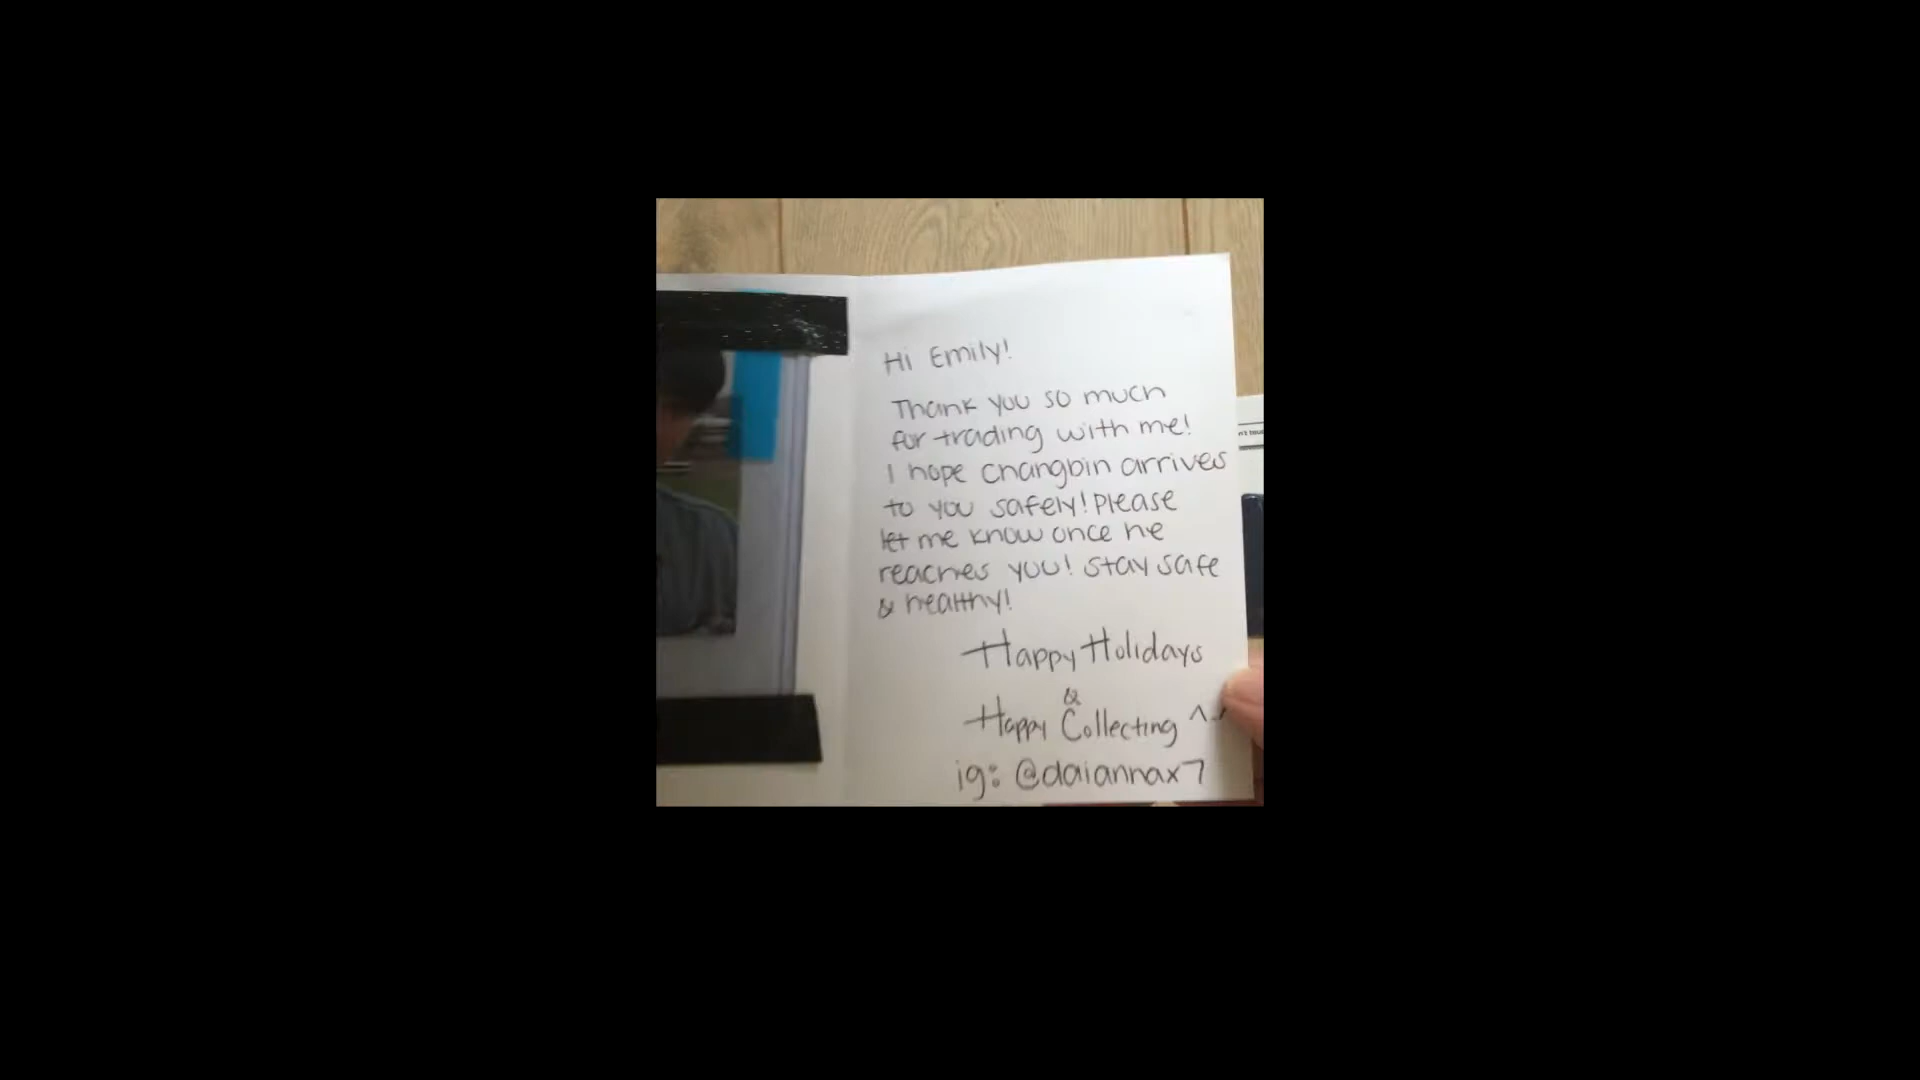 Hi Emily!
Thank you so much
for trading with me!
I hope Changbin arrives
to you safely! Please
let me know once he
reaches you! Stay safe
& healthy!
Happy Holidays
&
Happy Collecting ^-^
ig: @daiannax7